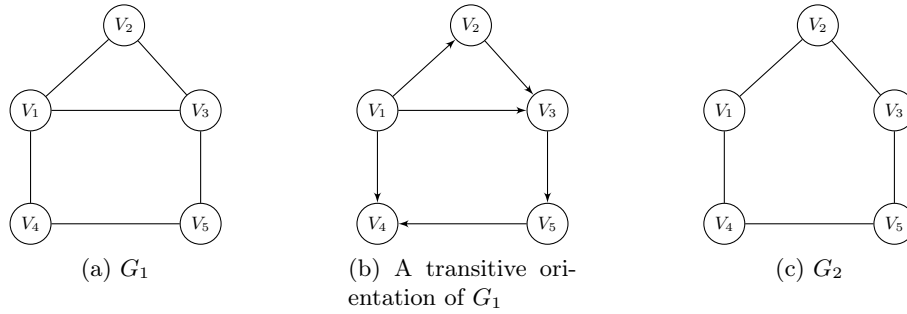 V2
V1
V3
V4
V5
(a) G1
V2
V1
V3
V4
V5
(b) A transitive ori-
entation of G1
V2
V1
V3
V4
V5
(c) G2